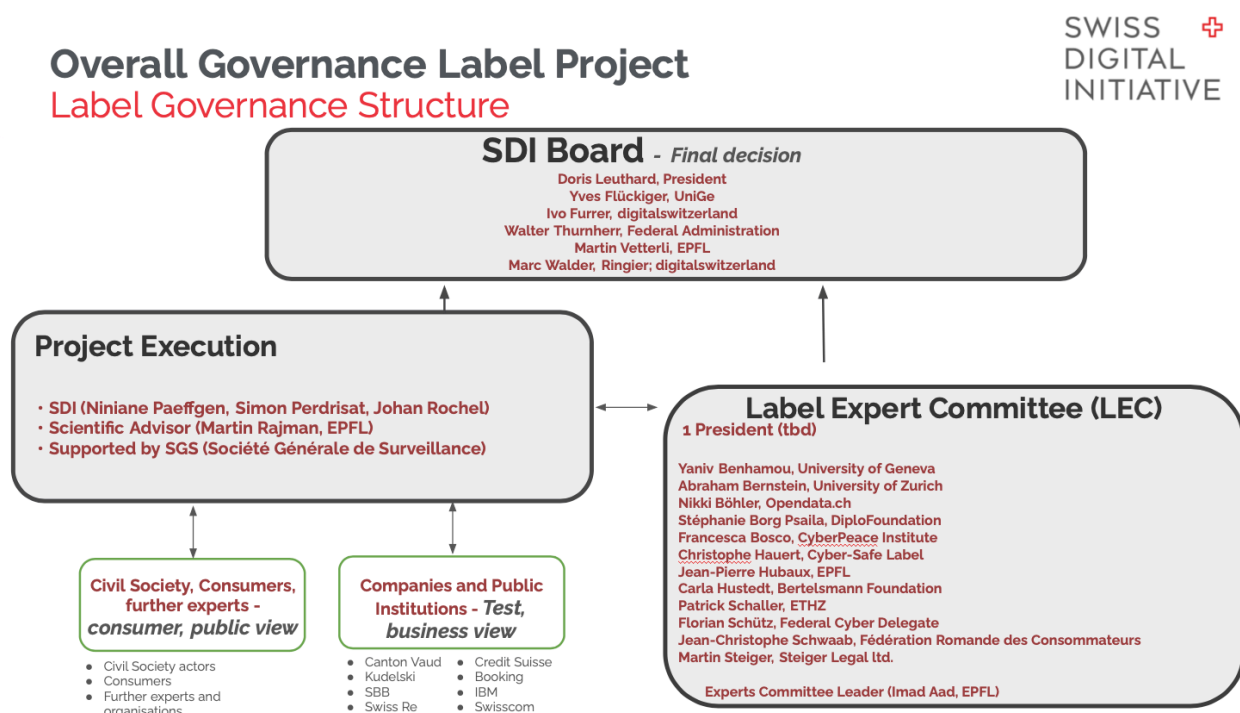 Overall Governance Label Project
Label Governance Structure
SWISS
DIGITAL
INITIATIVE
SDI Board - Final decision
Doris Leuthard, President
Yves Flückiger, UniGe
Ivo Furrer, digitalswitzerland
Walter Thurnherr, Federal Administration
Martin Vetterli, EPFL
Marc Walder, Ringier; digitalswitzerland
Project Execution
• SDI (Niniane Paeffgen, Simon Perdrisat, Johan Rochel)
• Scientific Advisor (Martin Rajman, EPFL)
• Supported by SGS (Société Générale de Surveillance)
Label Expert Committee (LEC)
1 President (tbd)
Yaniv Benhamou, University of Geneva
Abraham Bernstein, University of Zurich
Nikki Böhler, Opendata.ch
Stéphanie Borg Psaila, DiploFoundation
Francesca Bosco, CyberPeace Institute
Christophe Hauert, Cyber-Safe Label
Jean-Pierre Hubaux, EPFL
Carla Hustedt, Bertelsmann Foundation
Patrick Schaller, ETHZ
Florian Schütz, Federal Cyber Delegate
Jean-Christophe Schwaab, Fédération Romande des Consommateurs
Martin Steiger, Steiger Legal ltd.
Experts Committee Leader (Imad Aad, EPFL)
Civil Society, Consumers,
further experts -
consumer, public view
• Civil Society actors
• Consumers
• Further experts and
organisations
Companies and Public
Institutions - Test,
business view
• Canton Vaud
• Kudelski
• SBB
• Swiss Re
• Credit Suisse
• Booking
• IBM
• Swisscom